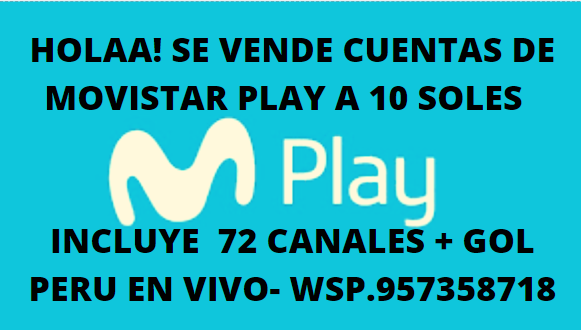 HOLAA! SE VENDE CUENTAS DE
MOVISTAR PLAY A 10 SOLES
Play
INCLUYE 72 CANALES + GOL
PERU EN VIVO- WSP.957358718